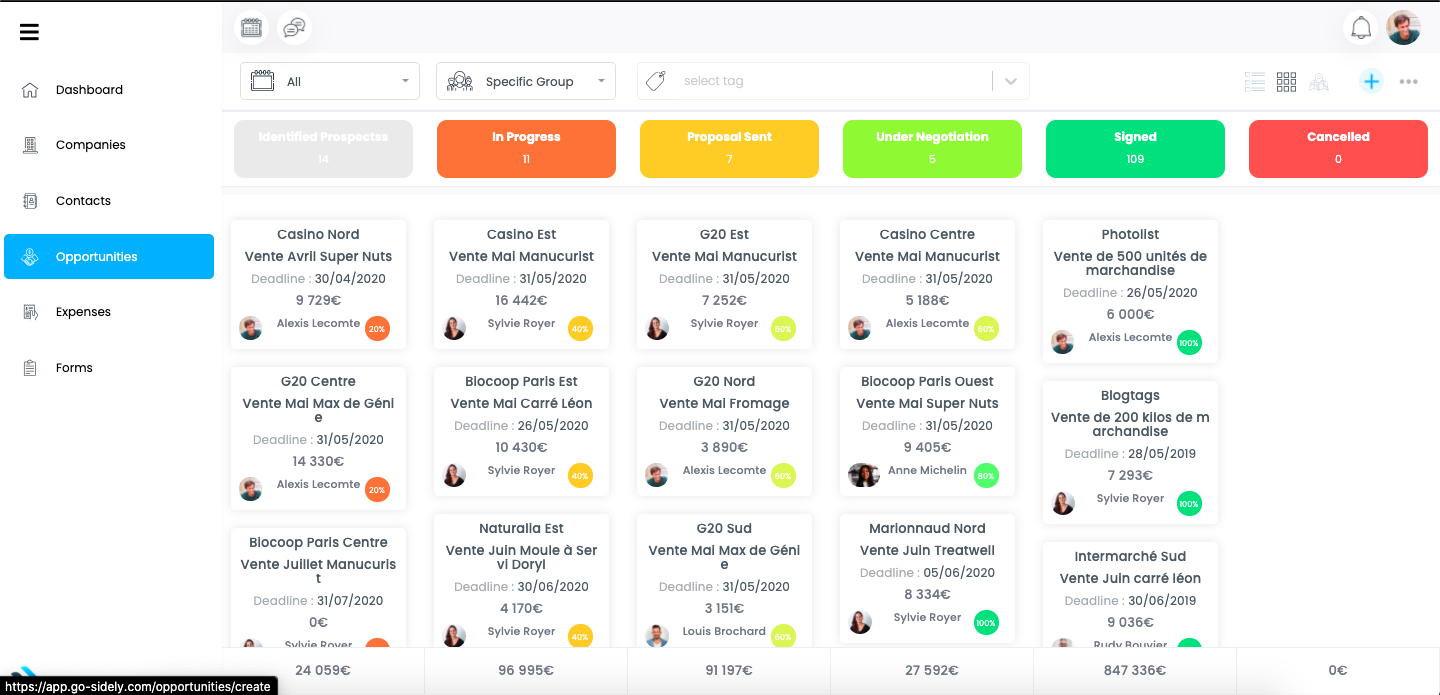 All
Specific Group
select tag
Dashboard
Companies
Contacts
Opportunities
Expenses
Forms
Identified Prospectss
14
In Progress
11
Proposal Sent
7
Under Negotiation
5
Signed
109
Cancelled
0
Casino Nord
Vente Avril Super Nuts
Deadline : 30/04/2020
9 729€
Alexis Lecomte
20%
G20 Centre
Vente Mai Max de Géni
e
Deadline : 31/05/2020
14 330€
Alexis Lecomte
20%
Biocoop Paris Centre
Vente Juillet Manucuris
t
Deadline : 31/07/2020
0€
Sylvie Royer
Casino Est
Vente Mai Manucurist
Deadline : 31/05/2020
16 442€
Sylvie Royer
40%
Biocoop Paris Est
Vente Mai Carré Léon
Deadline : 26/05/2020
10 430€
Sylvie Royer
40%
Naturalia Est
Vente Juin Moule à Ser
vi Doryl
Deadline : 30/06/2020
4 170€
Sylvie Royer
40%
G20 Est
Vente Mai Manucurist
Deadline : 31/05/2020
7 252€
Sylvie Royer
60%
G20 Nord
Vente Mai Fromage
Deadline : 31/05/2020
3 890€
Alexis Lecomte
60%
G20 Sud
Vente Mai Max de Géni
e
Deadline : 31/05/2020
3 151€
Louis Brochard
60%
Casino Centre
Vente Mai Manucurist
Deadline : 31/05/2020
5 188€
Alexis Lecomte
60%
Biocoop Paris Ouest
Vente Mai Super Nuts
Deadline : 31/05/2020
9 405€
Anne Michelin
80%
Marionnaud Nord
Vente Juin Treatwell
Deadline : 05/06/2020
8 334€
Sylvie Royer
100%
Photolist
Vente de 500 unités de
marchandise
Deadline : 26/05/2020
6 000€
Alexis Lecomte
100%
Blogtags
Vente de 200 kilos de m
archandise
Deadline : 28/05/2019
7 293€
Sylvie Royer
100%
Intermarché Sud
Vente Juin carré léon
Deadline : 30/06/2019
9 036€
Rudy Bouvier
24 059€
96 995€
91 197€
27 592€
847 336€
0€
https://app.go-sidely.com/opportunities/create